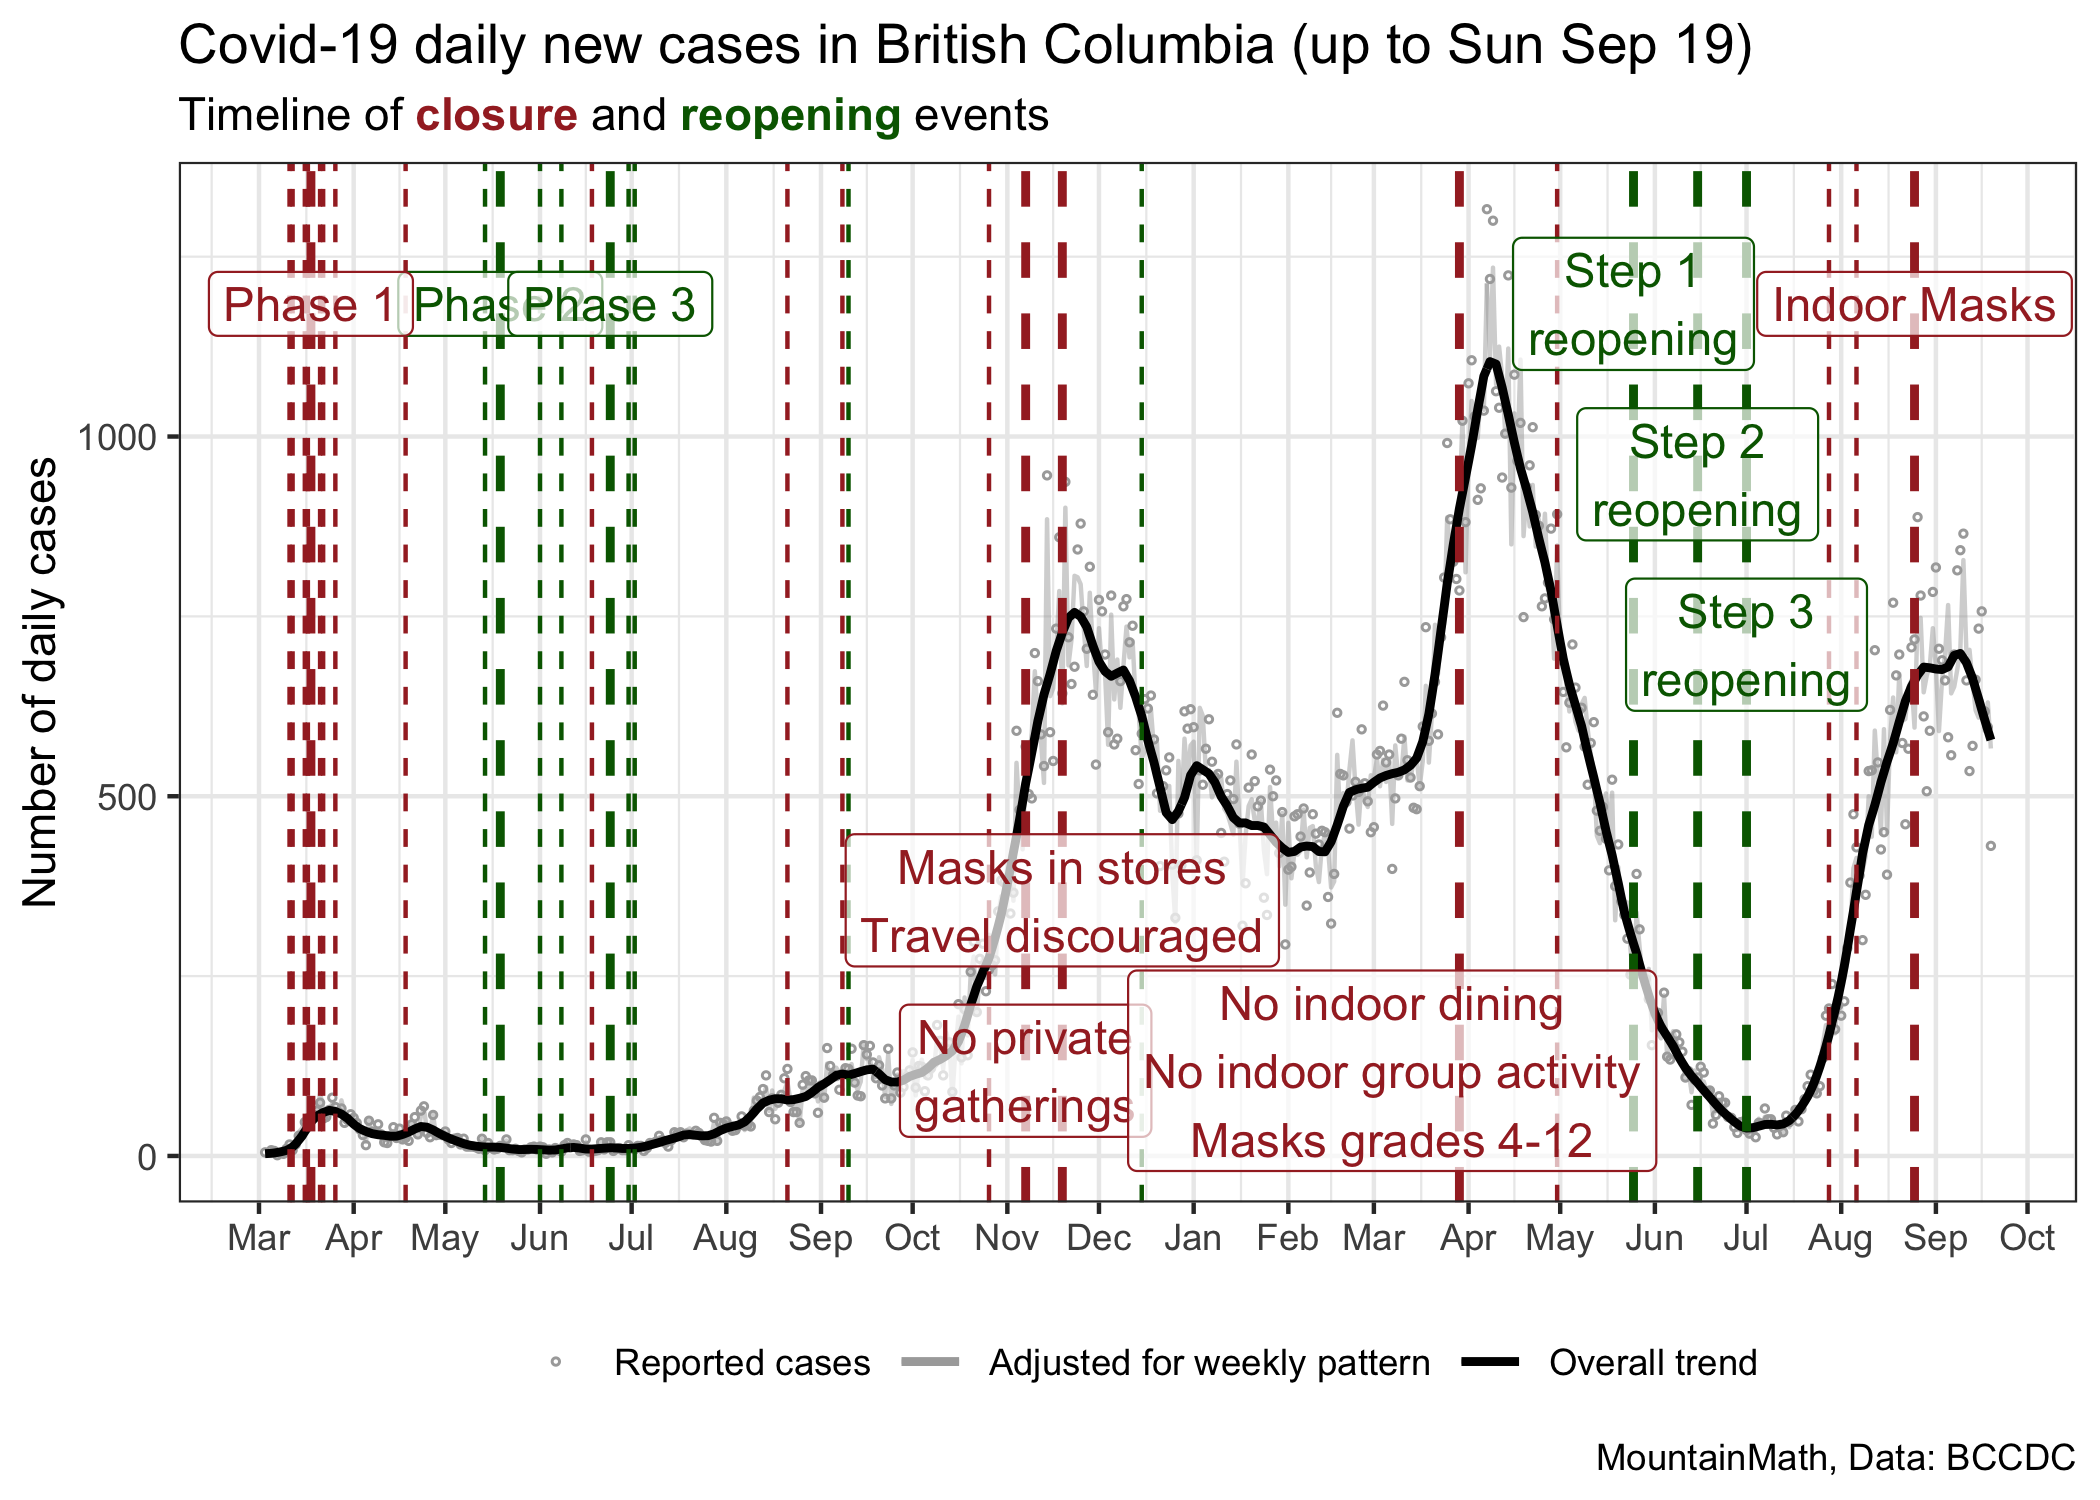 Covid-19 daily new cases in British Columbia (up to Sun Sep 19)
Timeline of closure and reopening events
Number of daily cases
1000
500
0
Phase 1
Phase 2
Phase 3
Masks in stores
Travel discouraged
No private
gatherings
No indoor dining
No indoor group activity
Masks grades 4-12
Step 1
reopening
Step 2
reopening
Step 3
reopening
Indoor Masks
Mar Apr May Jun Jul Aug Sep Oct Nov Dec Jan Feb Mar Apr May Jun Jul Aug Sep Oct
Reported cases Adjusted for weekly pattern Overall trend
MountainMath, Data: BCCDC